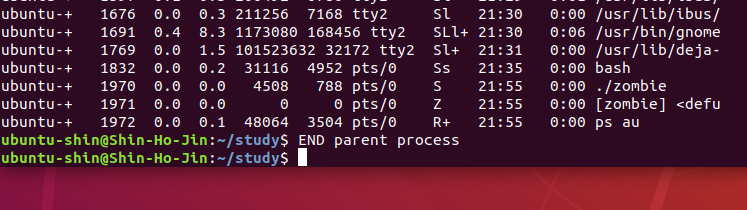 ubuntu-+ 1676 0.0 0.3 211256 7168 tty2 Sl 21:30 0:00 /usr/lib/ibus/
ubuntu-+ 1691 0.4 8.3 1173080 168456 tty2 SLl+ 21:30 0:06 /usr/bin/gnome
ubuntu-+ 1769 0.0 1.5 101523632 32172 tty2 Sl+ 21:31 0:00 /usr/lib/deja-
ubuntu-+ 1832 0.0 0.2 31116 4952 pts/0 Ss 21:35 0:00 bash
ubuntu-+ 1970 0.0 0.0 4508 788 pts/0 S 21:55 0:00 ./zombie
ubuntu-+ 1971 0.0 0.0 0 0 pts/0 Z 21:55 0:00 [zombie] <defu
ubuntu-+ 1972 0.0 0.1 48064 3504 pts/0 R+ 21:55 0:00 ps au
ubuntu-shin@Shin-Ho-Jin:~/study$ END parent process
ubuntu-shin@Shin-Ho-Jin:~/study$